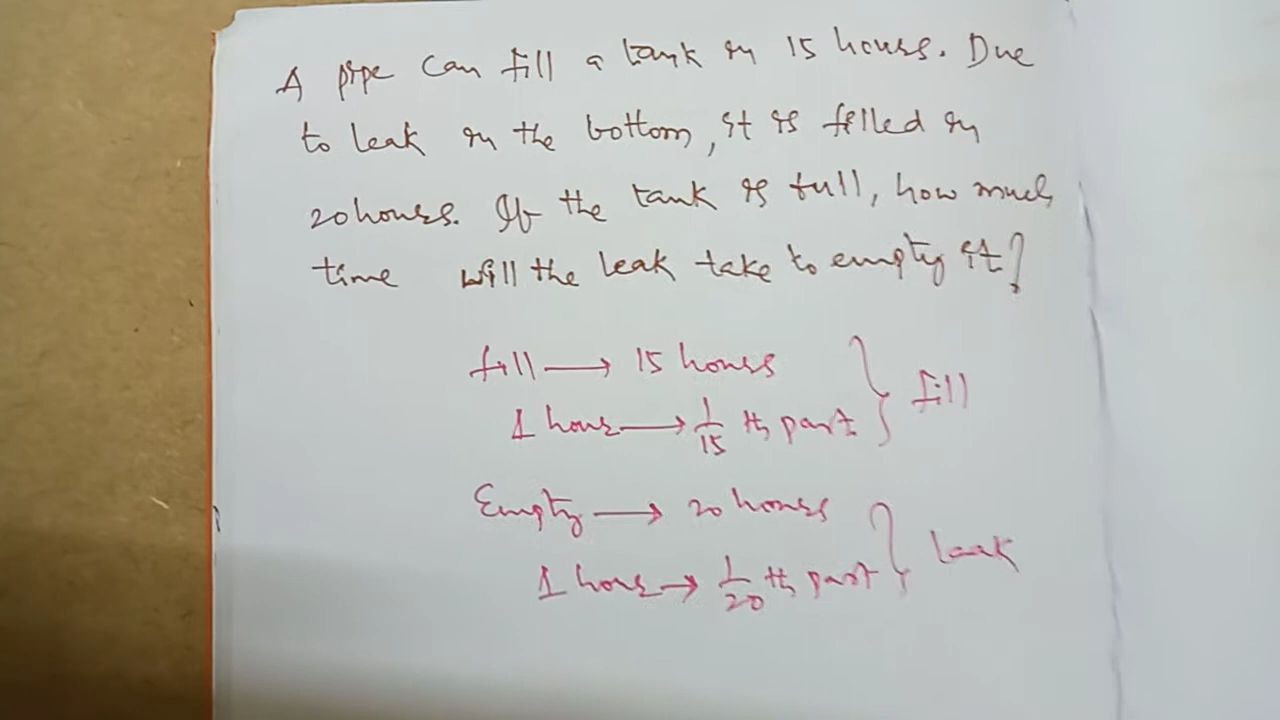 A pipe can fill a tank in 15 hours. Due
to leak in the bottom, it is filled in
20 hours. If the tank is full, how much
time will the leak take to empty it?
fill → 15 hours
1 hour → 1/15 th part } fill
Empty → 20 hours
1 hour → 1/20 th part } leak